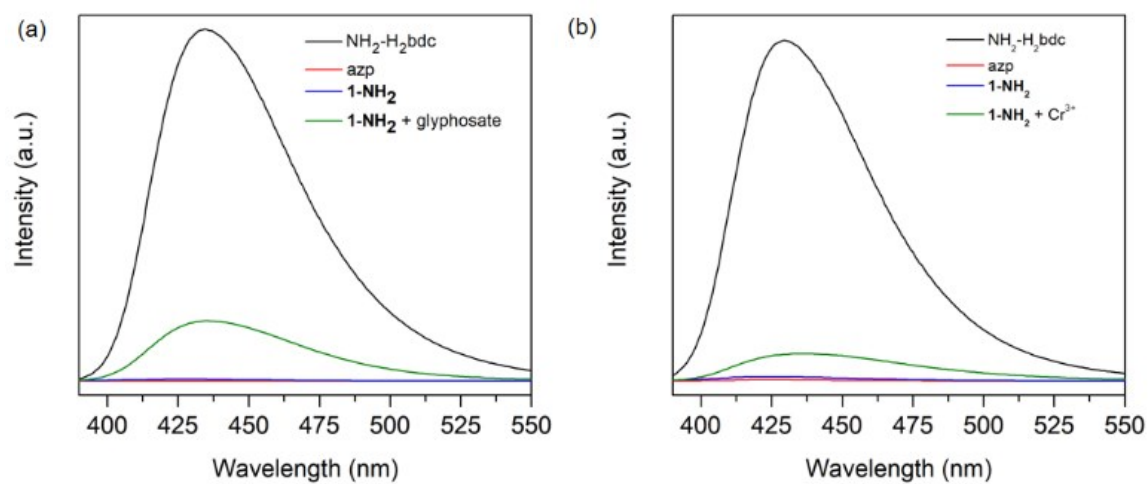 (a)
NH₂-H₂bdc
azp
1-NH₂
1-NH₂ + glyphosate
Intensity (a.u.)
400 425 450 475 500 525 550
Wavelength (nm)
(b)
NH₂-H₂bdc
azp
1-NH₂
1-NH₂ + Cr³⁺
Intensity (a.u.)
400 425 450 475 500 525 550
Wavelength (nm)